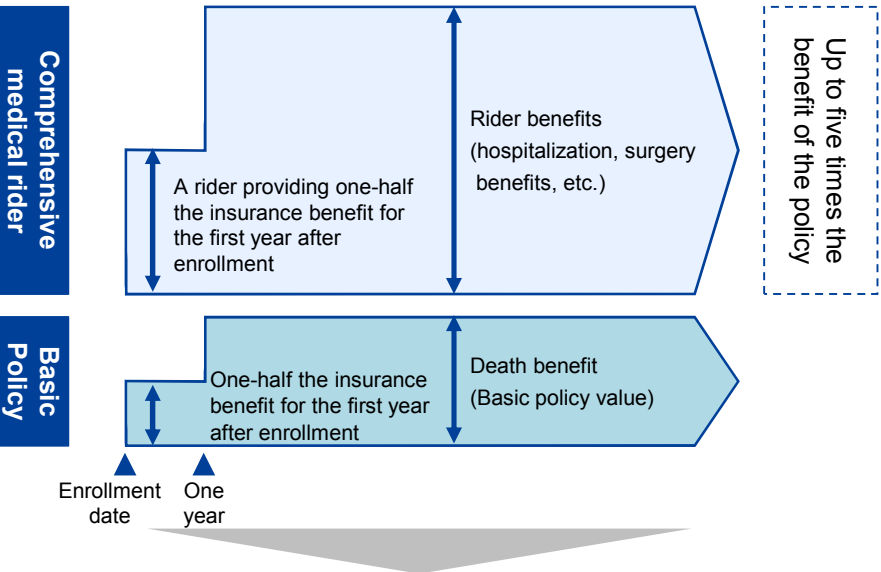 Comprehensive
medical rider
A rider providing one-half
the insurance benefit for
the first year after
enrollment
Rider benefits
(hospitalization, surgery
benefits, etc.)
Up to five times the
benefit of the policy
Basic
Policy
One-half the insurance
benefit for the first year
after enrollment
Death benefit
(Basic policy value)
Enrollment
date
One
year